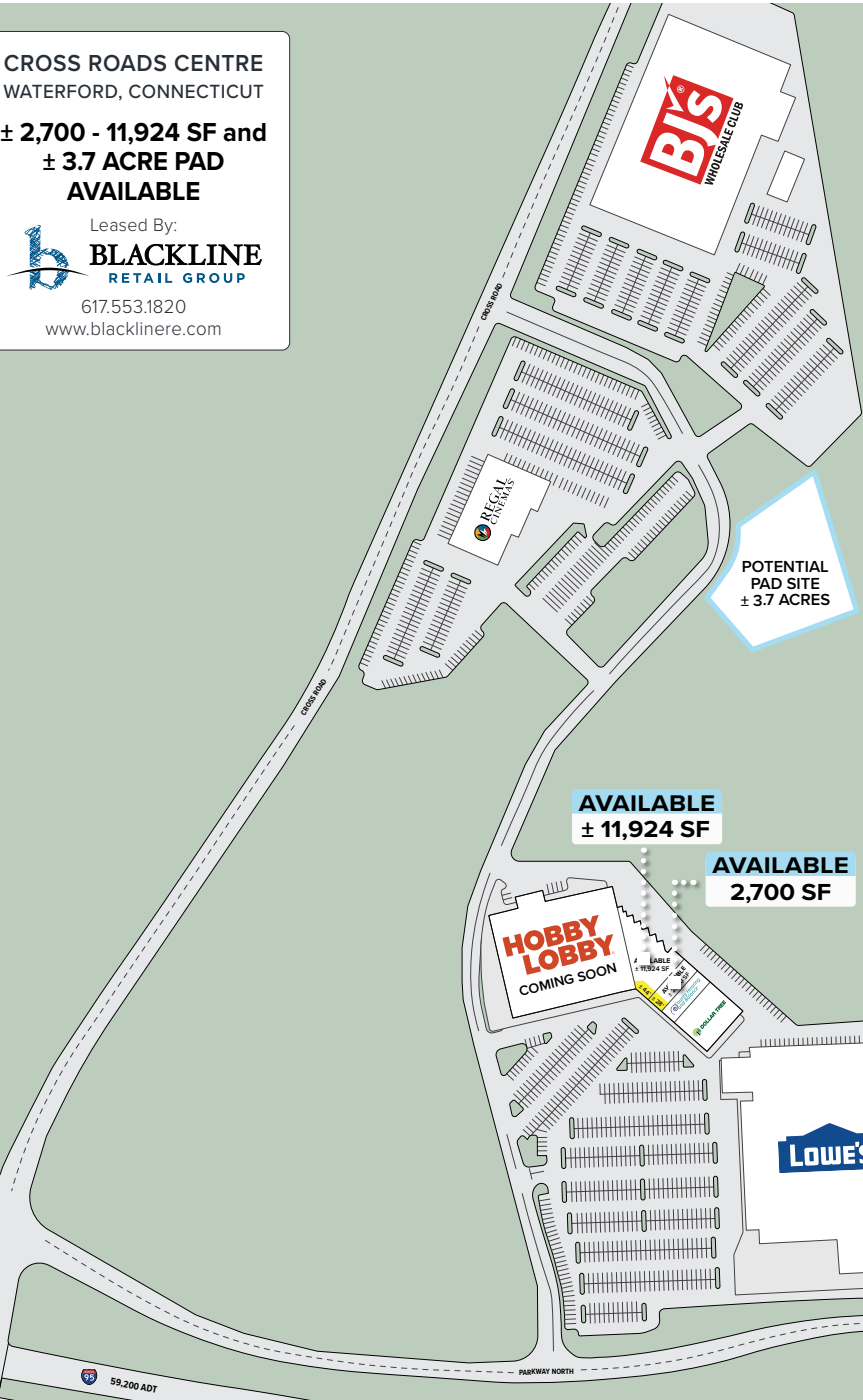 CROSS ROADS CENTRE
WATERFORD, CONNECTICUT
± 2,700 - 11,924 SF and
± 3.7 ACRE PAD
AVAILABLE
Leased By:
b
BLACKLINE
RETAIL GROUP
617.553.1820
www.blacklinere.com
BJ's
®
WHOLESALE CLUB
CROSS ROAD
REGAL
CINEMAS
POTENTIAL
PAD SITE
± 3.7 ACRES
CROSS ROAD
AVAILABLE
± 11,924 SF
AVAILABLE
2,700 SF
HOBBY
LOBBY
COMING SOON
± 11,924 SF
± 44'
DOLLAR TREE
LOWE'S
PARKWAY NORTH
95
59,200 ADT